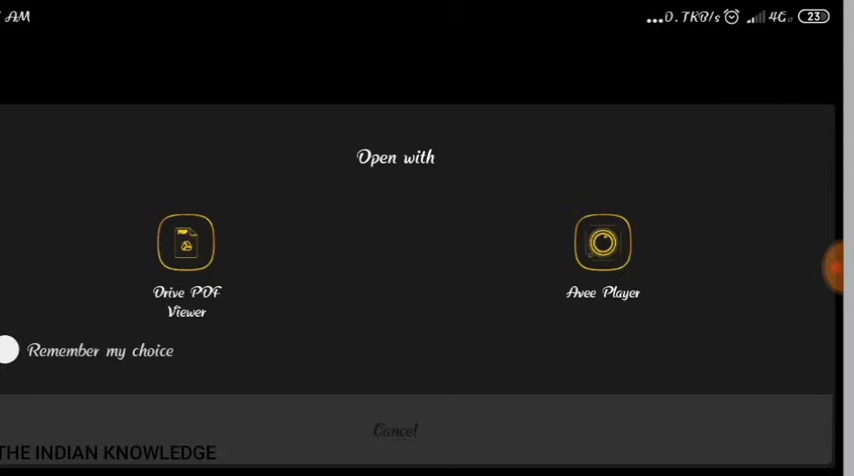 AM ...0.7KB/s 4G 23
Open with
Drive PDF
Viewer
Avee Player
Remember my choice
Cancel
THE INDIAN KNOWLEDGE